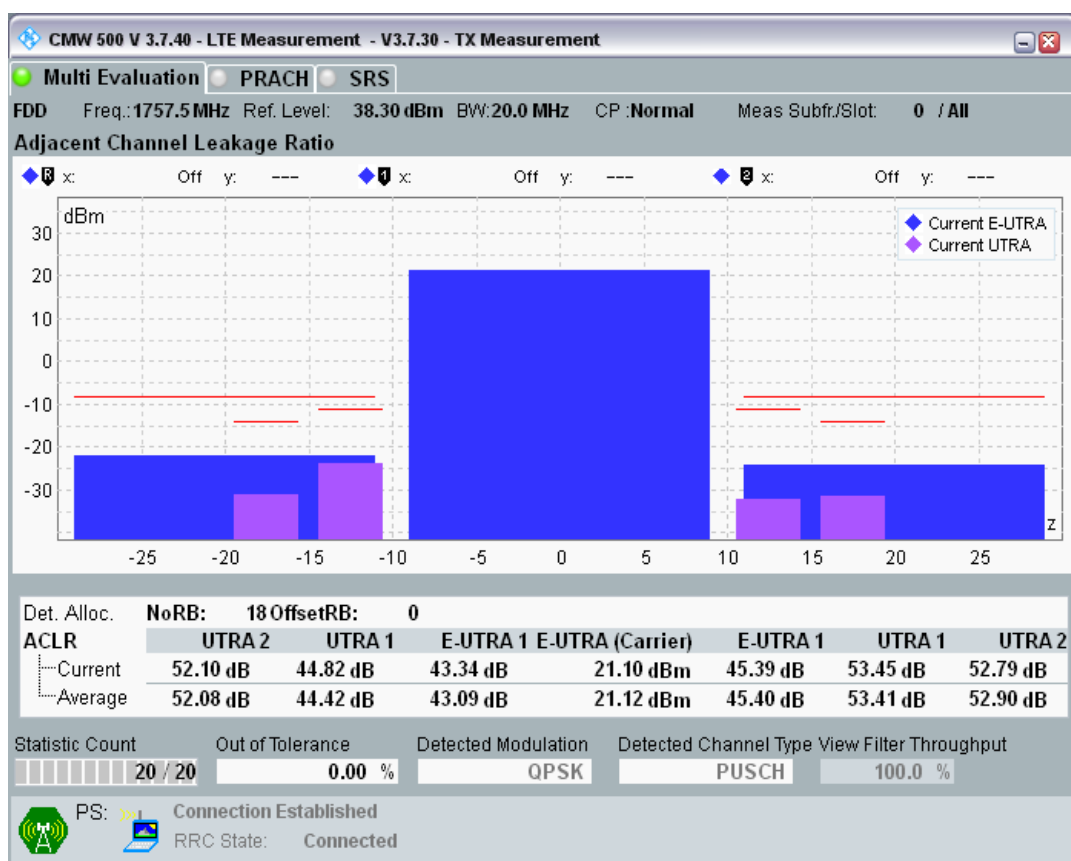 CMW 500 V 3.7.40 - LTE Measurement - V3.7.30 - TX Measurement
Multi Evaluation PRACH SRS
FDD Freq.: 1757.5 MHz Ref. Level: 38.30 dBm BW: 20.0 MHz CP : Normal Meas Subfr./Slot: 0 / All
Adjacent Channel Leakage Ratio
R x: Off y: --- 1 x: Off y: --- 2 x: Off y: ---
dBm
Current E-UTRA
Current UTRA
30
20
10
0
-10
-20
-30
z
-25 -20 -15 -10 -5 0 5 10 15 20 25
Det. Alloc. NoRB: 18 OffsetRB: 0
ACLR UTRA 2 UTRA 1 E-UTRA 1 E-UTRA (Carrier) E-UTRA 1 UTRA 1 UTRA 2
Current 52.10 dB 44.82 dB 43.34 dB 21.10 dBm 45.39 dB 53.45 dB 52.79 dB
Average 52.08 dB 44.42 dB 43.09 dB 21.12 dBm 45.40 dB 53.41 dB 52.90 dB
Statistic Count Out of Tolerance Detected Modulation Detected Channel Type View Filter Throughput
20 / 20 0.00 % QPSK PUSCH 100.0 %
PS: Connection Established
RRC State: Connected